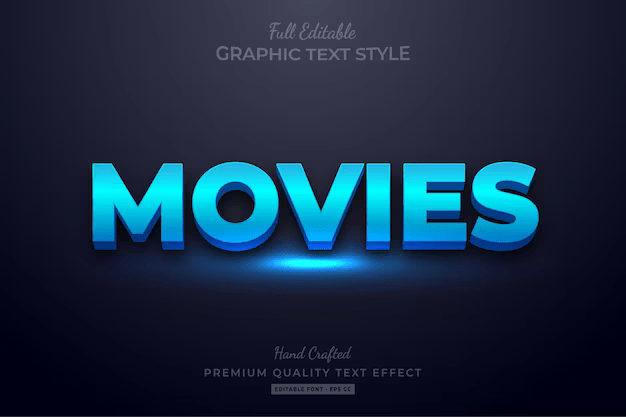 Full Editable
GRAPHIC TEXT STYLE
MOVIES
Hand Crafted
PREMIUM QUALITY TEXT EFFECT
EDITABLE FONT - EPS CC